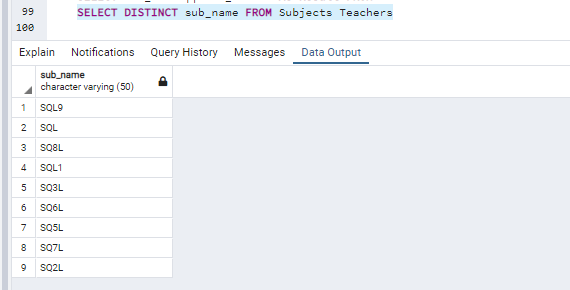 99 SELECT DISTINCT sub_name FROM Subjects Teachers
100
Explain Notifications Query History Messages Data Output
sub_name
character varying (50)
1 SQL9
2 SQL
3 SQ8L
4 SQL1
5 SQ3L
6 SQ6L
7 SQ5L
8 SQ7L
9 SQ2L